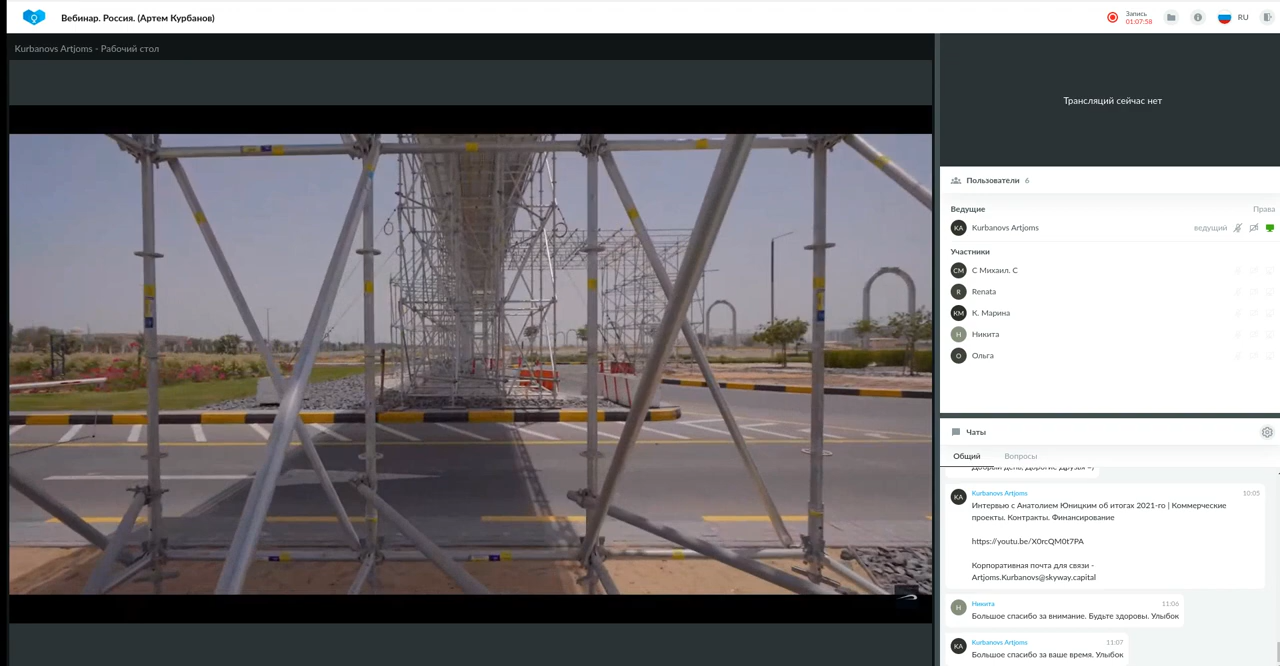 Вебинар. Россия. (Артем Курбанов)
Запись
01:07:58
RU
Kurbanovs Artjoms - Рабочий стол
Трансляций сейчас нет
Пользователи 6
Ведущие Права
KA Kurbanovs Artjoms ведущий
СМ С Михаил. С
R Renata
КМ К. Марина
Н Никита
О Ольга
Участники
Чаты
Общий Вопросы
Добрый день, Дорогие Друзья =)
KA Kurbanovs Artjoms 10:05
Интервью с Анатолием Юницким об итогах 2021-го | Коммерческие
проекты. Контракты. Финансирование
https://youtu.be/X0rcQM0t7PA
Корпоративная почта для связи -
Artjoms.Kurbanovs@skyway.capital
Н Никита 11:06
Большое спасибо за внимание. Будьте здоровы. Улыбок
KA Kurbanovs Artjoms 11:07
Большое спасибо за ваше время. Улыбок